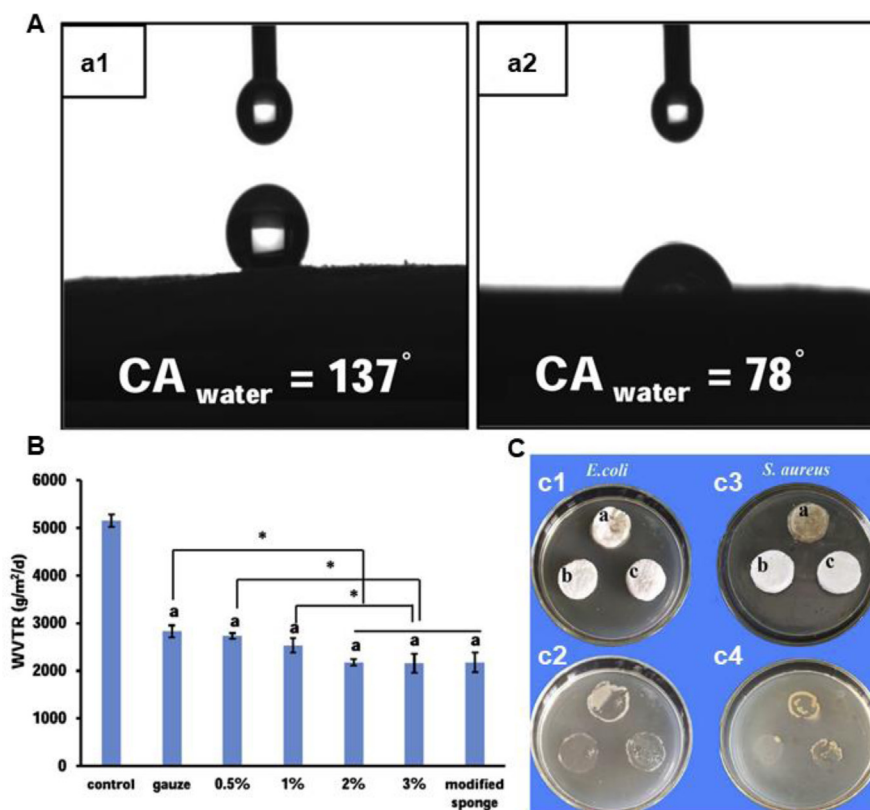 A
a1
a2
CA water = 137°
CA water = 78°
B
WVTR (g/m²/d)
6000
5000
4000
3000
2000
1000
0
*
*
*
a
a
a
a
a
a
control
gauze
0.5%
1%
2%
3%
modified
sponge
C
E.coli
S. aureus
c1
a
b
c
c3
a
b
c
c2
c4